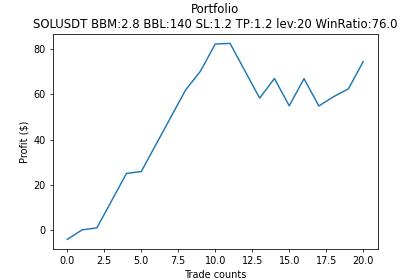 Portfolio
SOLUSDT BBM:2.8 BBL:140 SL:1.2 TP:1.2 lev:20 WinRatio:76.0
80
60
40
20
0
Profit ($)
0.0 2.5 5.0 7.5 10.0 12.5 15.0 17.5 20.0
Trade counts